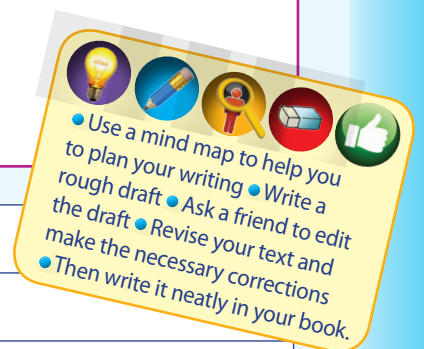 ● Use a mind map to help you
to plan your writing ● Write a
rough draft ● Ask a friend to edit
the draft ● Revise your text and
make the necessary corrections
● Then write it neatly in your book.